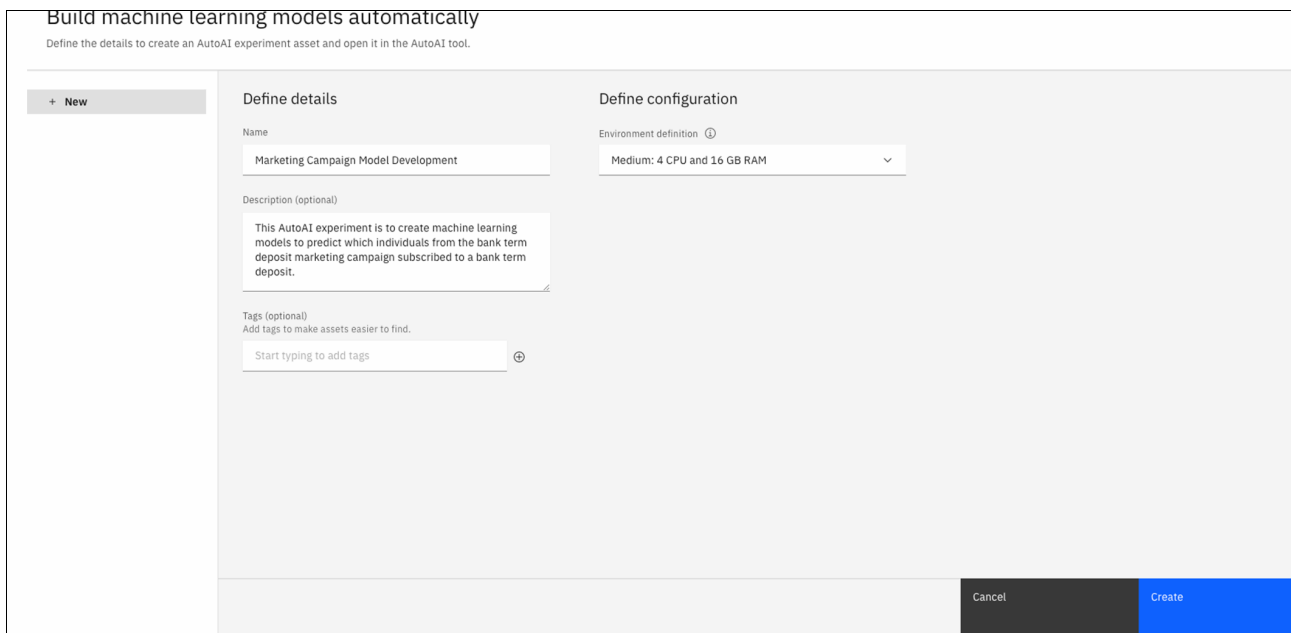 Build machine learning models automatically
Define the details to create an AutoAI experiment asset and open it in the AutoAI tool.
+ New
Define details
Name
Marketing Campaign Model Development
Description (optional)
This AutoAI experiment is to create machine learning
models to predict which individuals from the bank term
deposit marketing campaign subscribed to a bank term
deposit.
Tags (optional)
Add tags to make assets easier to find.
Start typing to add tags
Define configuration
Environment definition
Medium: 4 CPU and 16 GB RAM
Cancel
Create